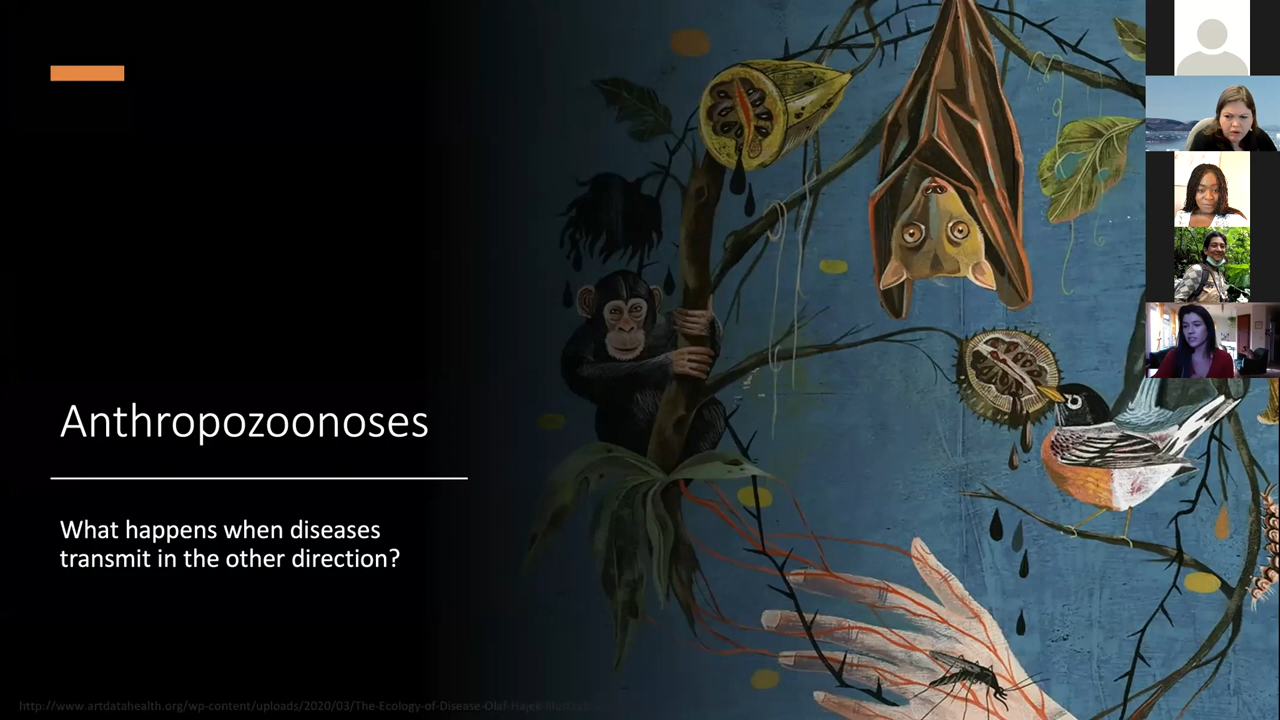 Anthropozoonoses
What happens when diseases
transmit in the other direction?
http://www.artdatahealth.org/wp-content/uploads/2020/03/The-Ecology-of-Disease-Olaf-Hajek-Illustratio